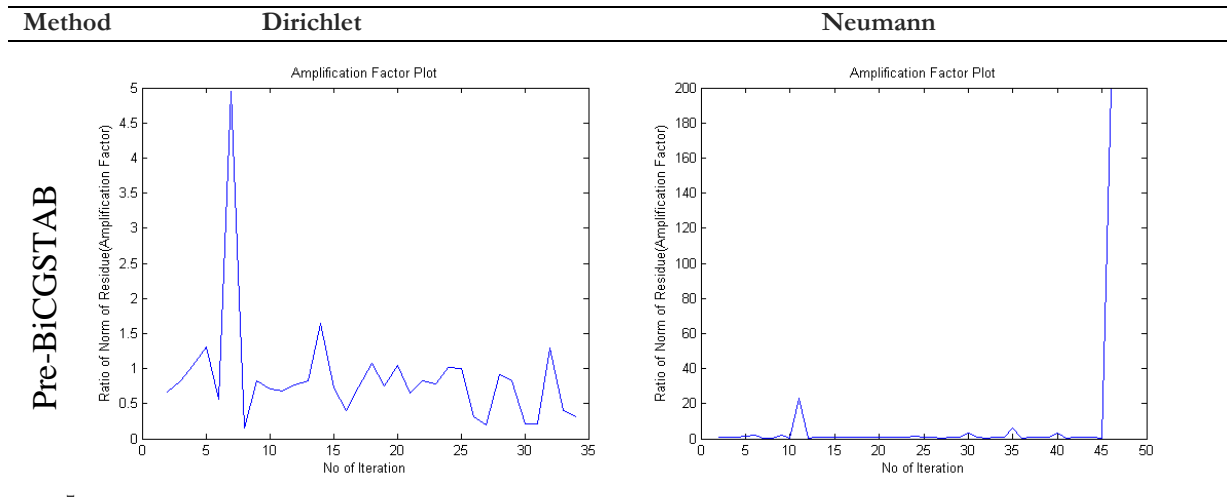 Method Dirichlet Neumann
Pre-BiCGSTAB
Amplification Factor Plot
Ratio of Norm of Residue(Amplification Factor)
5
4.5
4
3.5
3
2.5
2
1.5
1
0.5
0
0 5 10 15 20 25 30 35
No of Iteration
Amplification Factor Plot
Ratio of Norm of Residue(Amplification Factor)
200
180
160
140
120
100
80
60
40
20
0
0 5 10 15 20 25 30 35 40 45 50
No of Iteration